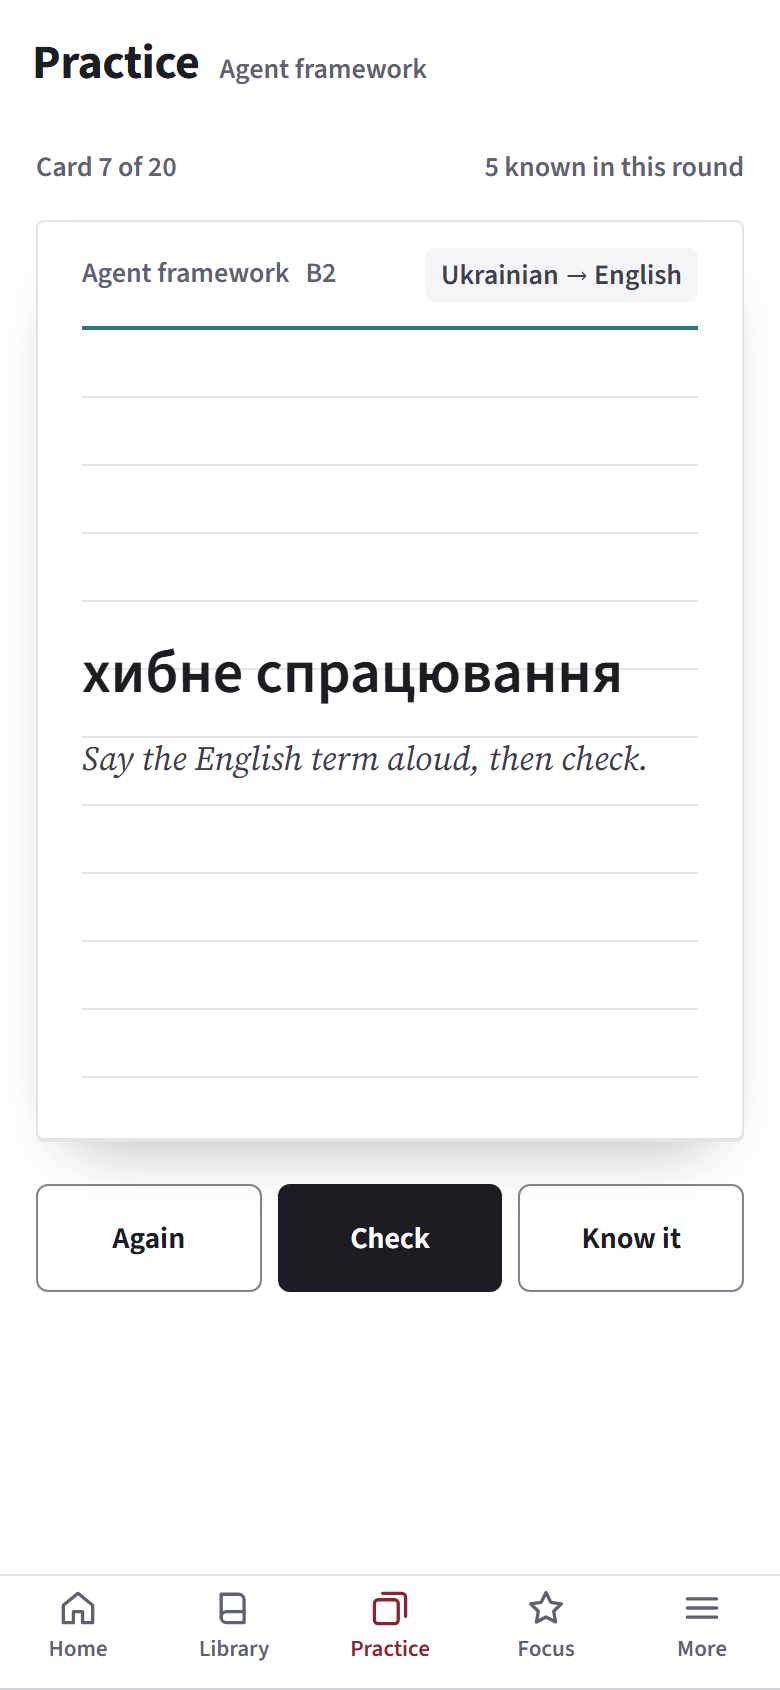 Practice Agent framework
Card 7 of 20
5 known in this round
Agent framework B2
Ukrainian → English
хибне спрацювання
Say the English term aloud, then check.
Again
Check
Know it
Home
Library
Practice
Focus
More